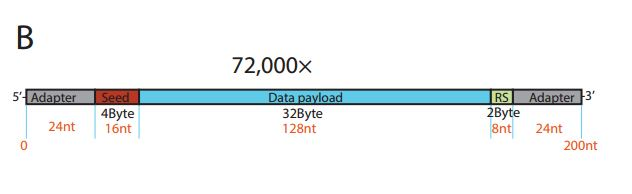 B
72,000×
5’ Adapter Seed Data payload RS Adapter 3’
4Byte 32Byte 2Byte
24nt 16nt 128nt 8nt 24nt
0 200nt